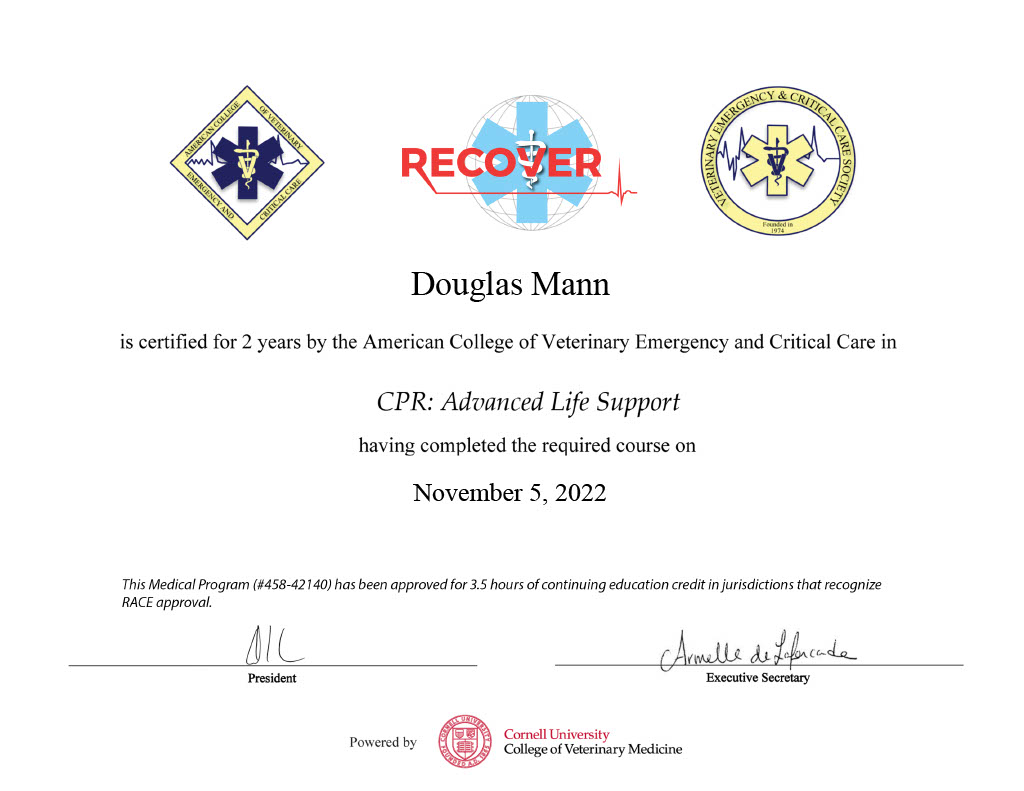 AMERICAN COLLEGE
OF VETERINARY
EMERGENCY AND
CRITICAL CARE
RECOVER
VETERINARY EMERGENCY & CRITICAL CARE SOCIETY
Founded in
1974
Douglas Mann
is certified for 2 years by the American College of Veterinary Emergency and Critical Care in
CPR: Advanced Life Support
having completed the required course on
November 5, 2022
This Medical Program (#458-42140) has been approved for 3.5 hours of continuing education credit in jurisdictions that recognize
RACE approval.
President
Armelle de Laforcade
Executive Secretary
Powered by
CORNELL UNIVERSITY
FOUNDED A.D. 1865
Cornell University
College of Veterinary Medicine